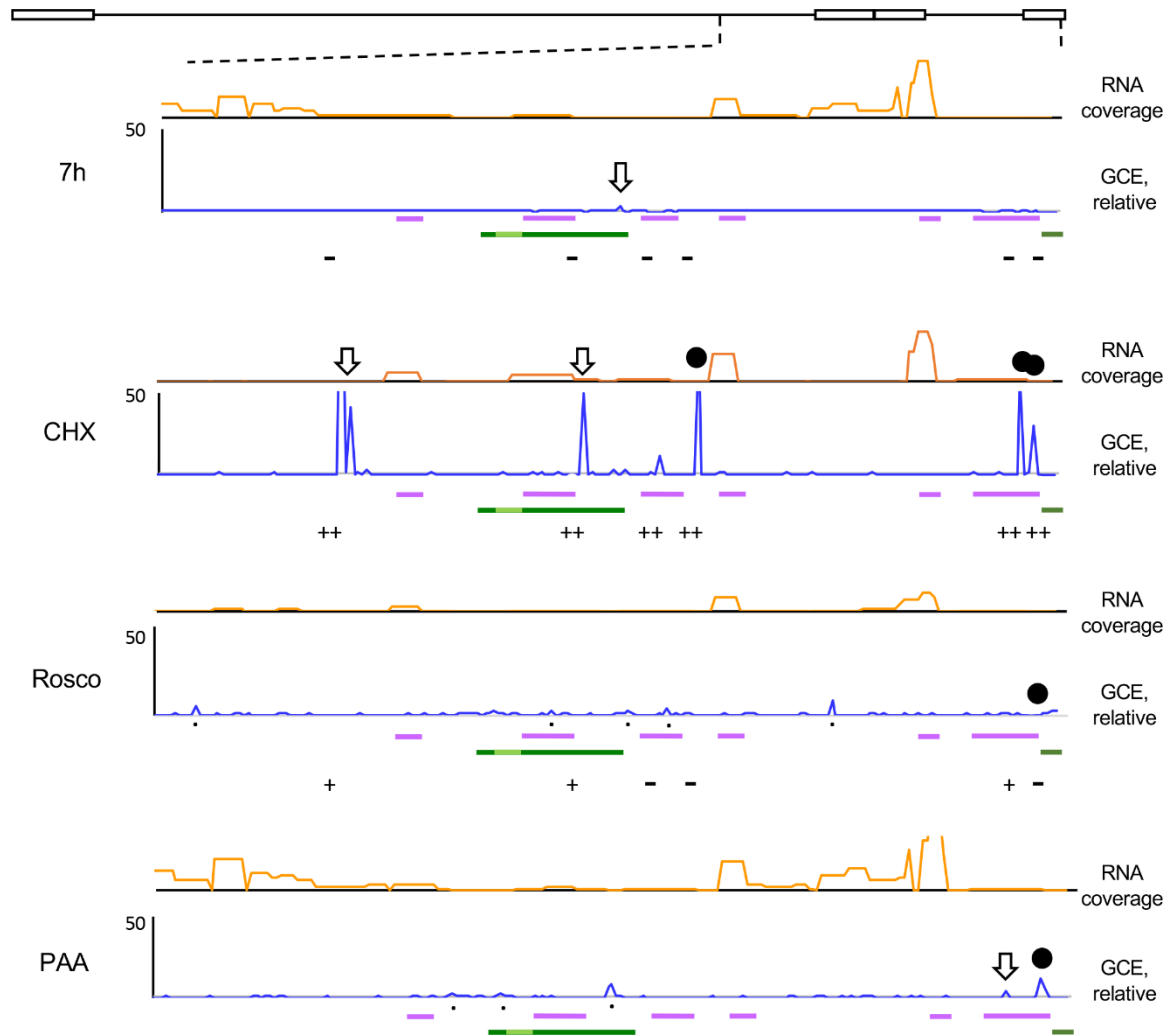 RNA
coverage
50
7h
GCE,
relative
- - - - - -
RNA
coverage
50
CHX
GCE,
relative
++ ++ ++ ++ ++ ++
RNA
coverage
50
Rosco
GCE,
relative
+ + - - + -
RNA
coverage
50
PAA
GCE,
relative